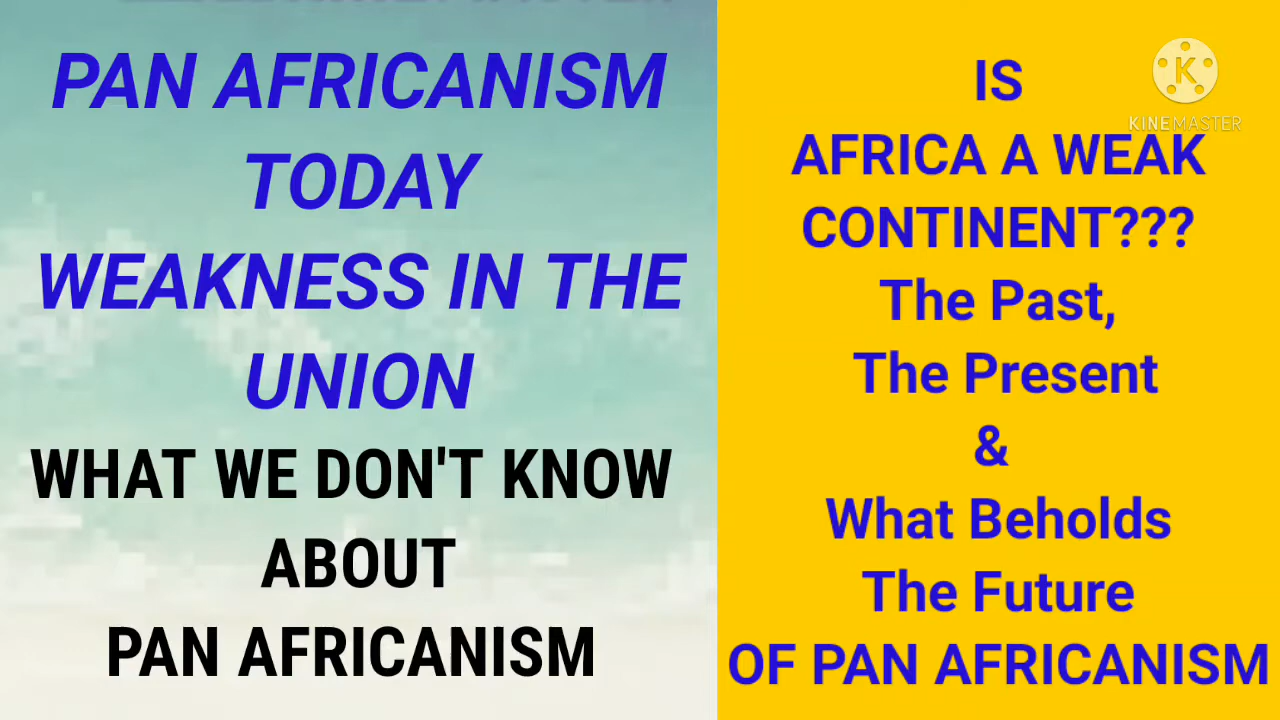 PAN AFRICANISM
TODAY
WEAKNESS IN THE
UNION
WHAT WE DON'T KNOW
ABOUT
PAN AFRICANISM
IS
AFRICA A WEAK
CONTINENT???
The Past,
The Present
&
What Beholds
The Future
OF PAN AFRICANISM
K
KINEMASTER